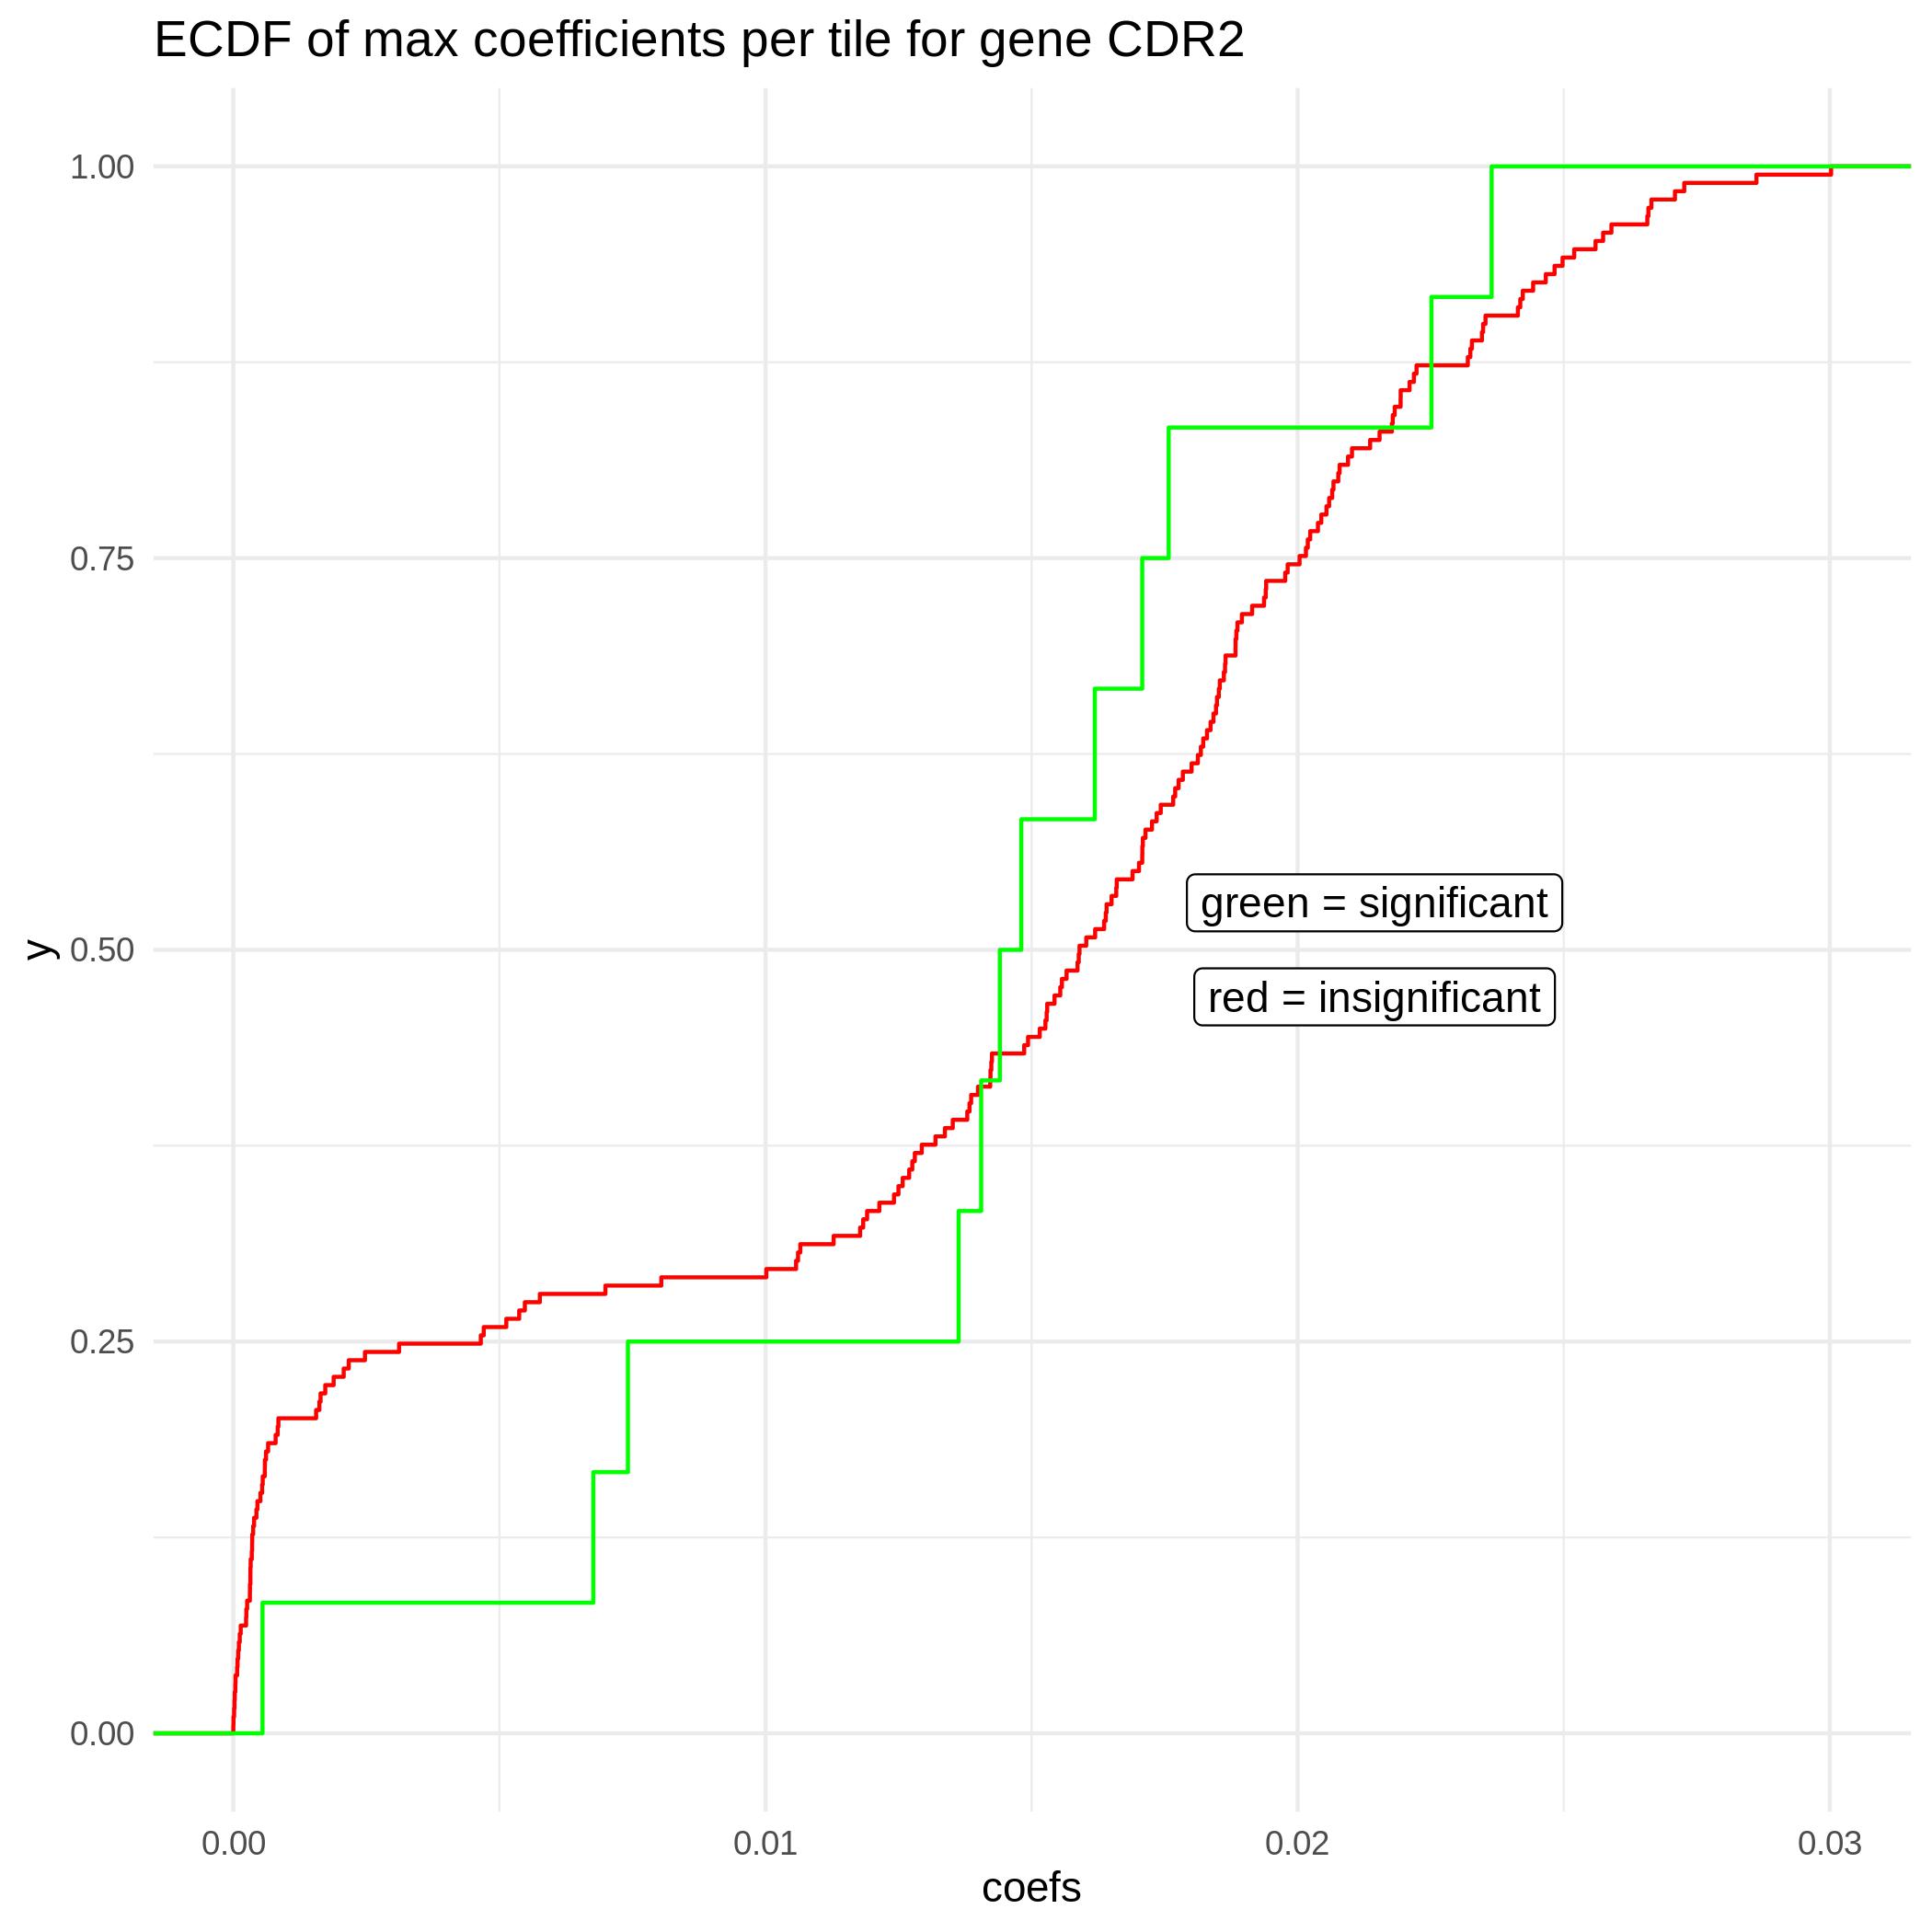 ECDF of max coefficients per tile for gene CDR2
1.00
0.75
0.50
0.25
0.00
y
green = significant
red = insignificant
0.00 0.01 0.02 0.03
coefs